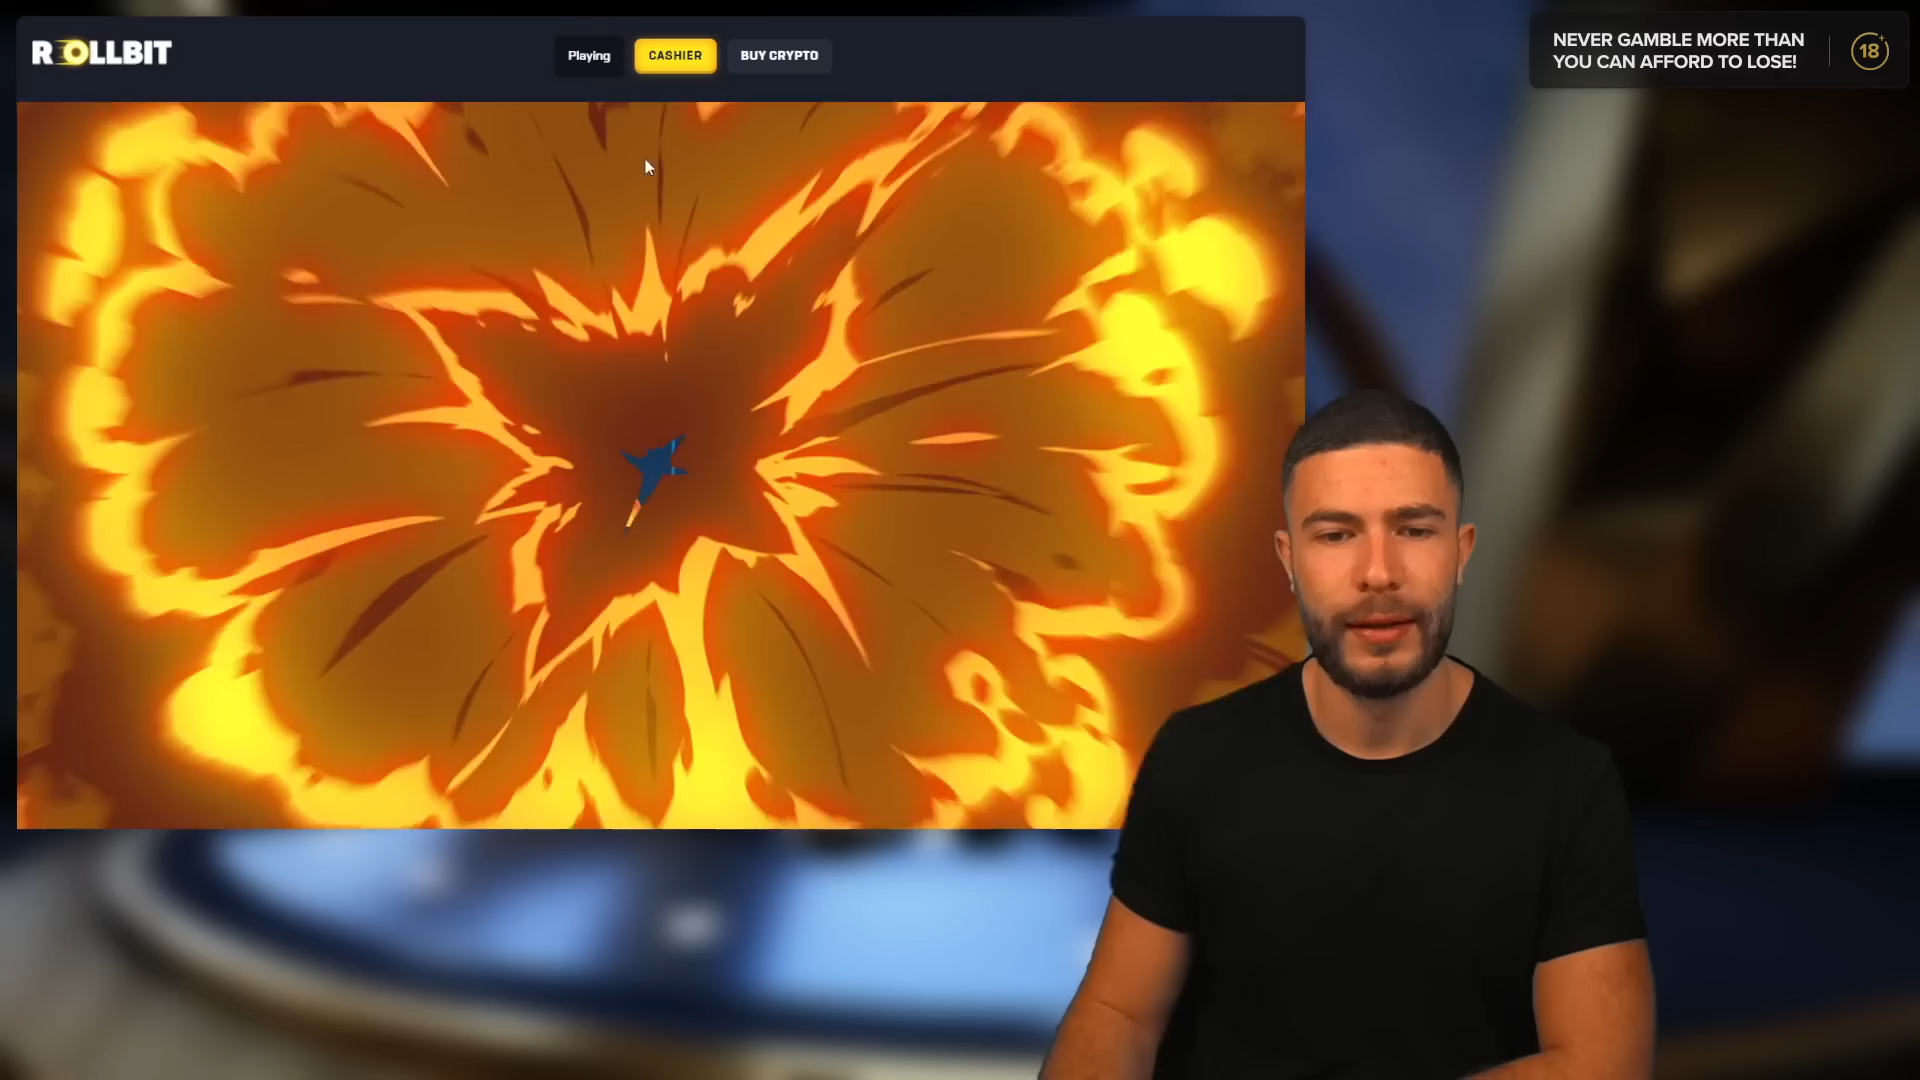 ROLLBIT
Playing
CASHIER
BUY CRYPTO
NEVER GAMBLE MORE THAN
YOU CAN AFFORD TO LOSE!
18+